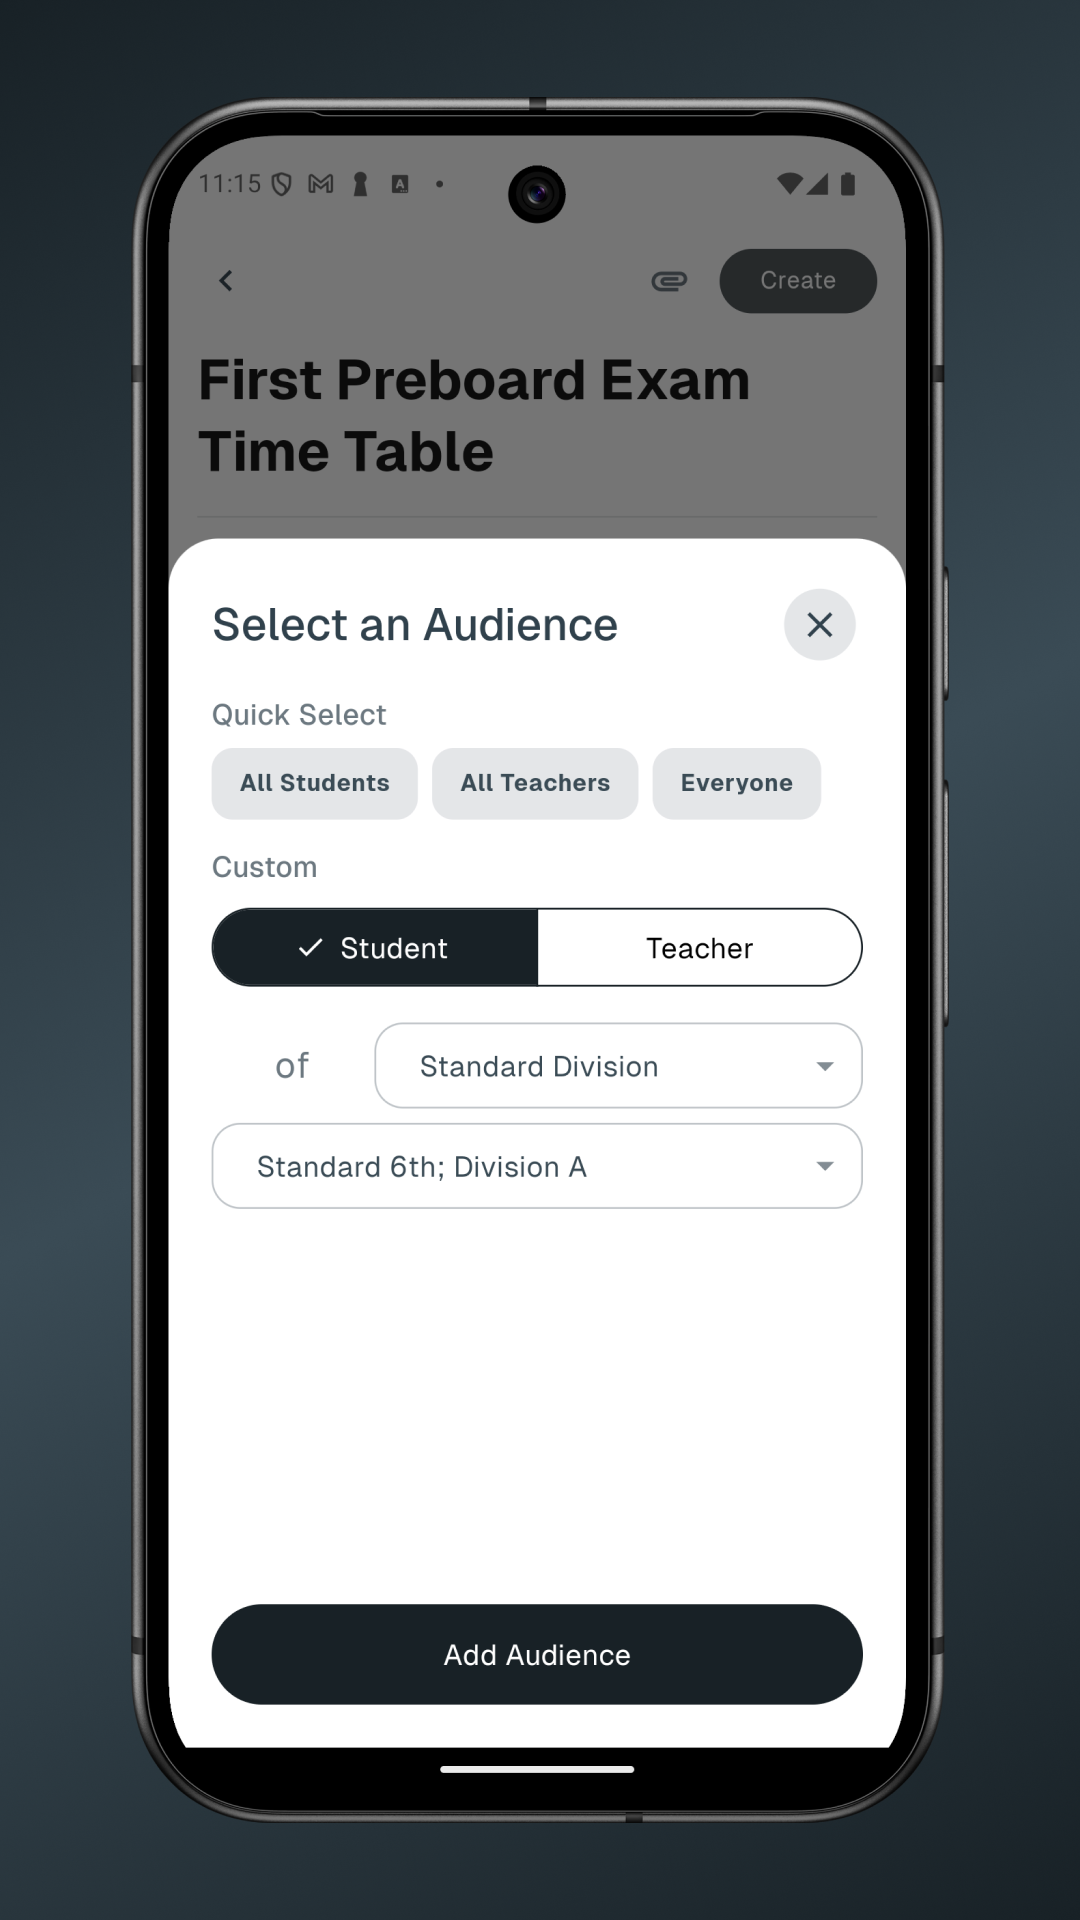 11:15
Create
First Preboard Exam
Time Table
Select an Audience
Quick Select
All Students All Teachers Everyone
Custom
Student Teacher
of Standard Division
Standard 6th; Division A
Add Audience